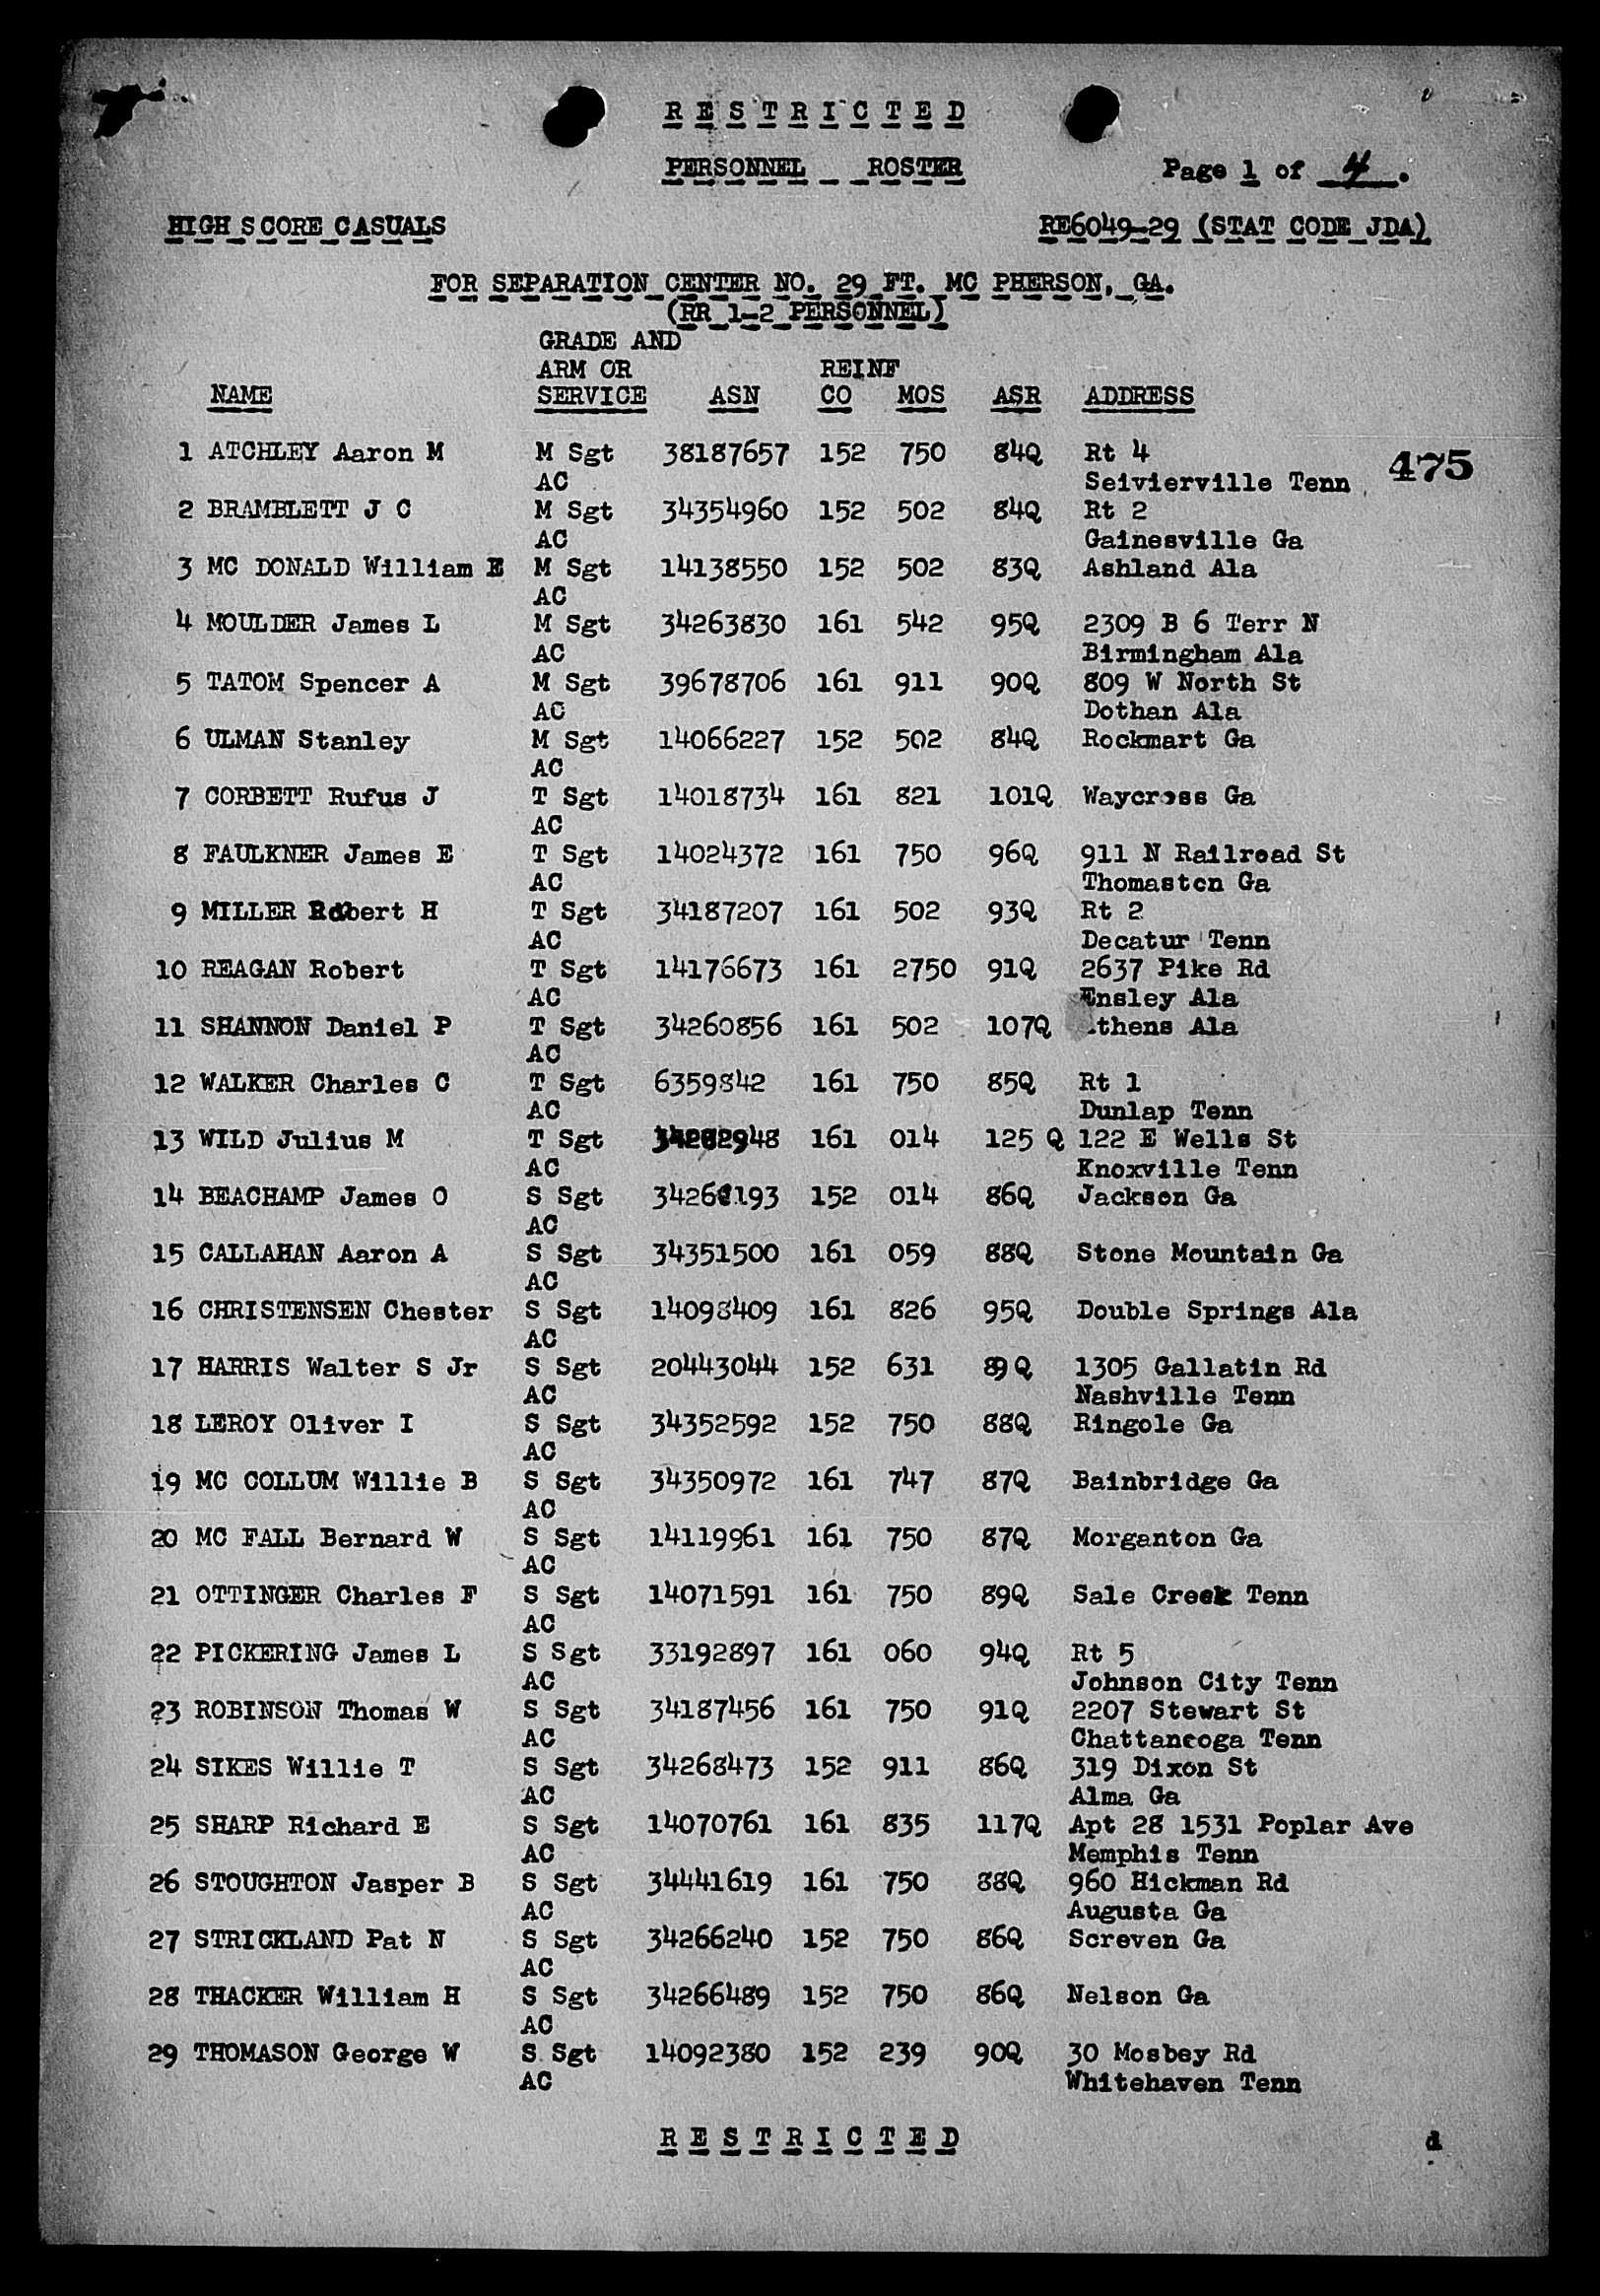 RESTRICTED
PERSONNEL ROSTER Page 1 of 4.
HIGH SCORE CASUALS RE6049-29 (STAT CODE JDA)
FOR SEPARATION CENTER NO. 29 FT. MC PHERSON, GA.
(RR 1-2 PERSONNEL)
GRADE AND
ARM OR REINF
NAME SERVICE ASN CO MOS ASR ADDRESS
1 ATCHLEY Aaron M M Sgt 38187657 152 750 84Q Rt 4
475
AC Seivierville Tenn
2 BRAMBLETT J C M Sgt 34354960 152 502 84Q Rt 2
AC Gainesville Ga
3 MC DONALD William E M Sgt 14138550 152 502 83Q Ashland Ala
AC
4 MOULDER James L M Sgt 34263830 161 542 95Q 2309 B 6 Terr N
AC Birmingham Ala
5 TATOM Spencer A M Sgt 39678706 161 911 90Q 809 W North St
AC Dothan Ala
6 ULMAN Stanley M Sgt 14066227 152 502 84Q Rockmart Ga
AC
7 CORBETT Rufus J T Sgt 14018734 161 821 101Q Waycross Ga
AC
8 FAULKNER James E T Sgt 14024372 161 750 96Q 911 N Railroad St
AC Thomaston Ga
9 MILLER Robert H T Sgt 34187207 161 502 93Q Rt 2
AC Decatur Tenn
10 REAGAN Robert T Sgt 14176673 161 2750 91Q 2637 Pike Rd
AC Ensley Ala
11 SHANNON Daniel P T Sgt 34260856 161 502 107Q thens Ala
AC
12 WALKER Charles C T Sgt 6359842 161 750 85Q Rt 1
AC Dunlap Tenn
13 WILD Julius M T Sgt 161 014 125 Q 122 E Wells St
AC Knoxville Tenn
14 BEACHAMP James O S Sgt 152 014 86Q Jackson Ga
AC
15 CALLAHAN Aaron A S Sgt 34351500 161 059 88Q Stone Mountain Ga
AC
16 CHRISTENSEN Chester S Sgt 14098409 161 826 95Q Double Springs Ala
AC
17 HARRIS Walter S Jr S Sgt 20443044 152 631 89 Q 1305 Gallatin Rd
AC Nashville Tenn
18 LEROY Oliver I S Sgt 34352592 152 750 88Q Ringole Ga
AC
19 MC COLLUM Willie B S Sgt 34350972 161 747 87Q Bainbridge Ga
AC
20 MC FALL Bernard W S Sgt 14119961 161 750 87Q Morganton Ga
AC
21 OTTINGER Charles F S Sgt 14071591 161 750 89Q Sale Creek Tenn
AC
22 PICKERING James L S Sgt 33192897 161 060 94Q Rt 5
AC Johnson City Tenn
23 ROBINSON Thomas W S Sgt 34187456 161 750 91Q 2207 Stewart St
AC Chattanooga Tenn
24 SIKES Willie T S Sgt 34268473 152 911 86Q 319 Dixon St
AC Alma Ga
25 SHARP Richard E S Sgt 14070761 161 835 117Q Apt 28 1531 Poplar Ave
AC Memphis Tenn
26 STOUGHTON Jasper B S Sgt 34441619 161 750 88Q 960 Hickman Rd
AC Augusta Ga
27 STRICKLAND Pat N S Sgt 34266240 152 750 86Q Screven Ga
AC
28 THACKER William H S Sgt 34266489 152 750 86Q Nelson Ga
AC
29 THOMASON George W S Sgt 14092380 152 239 90Q 30 Mosbey Rd
AC Whitehaven Tenn
RESTRICTED d